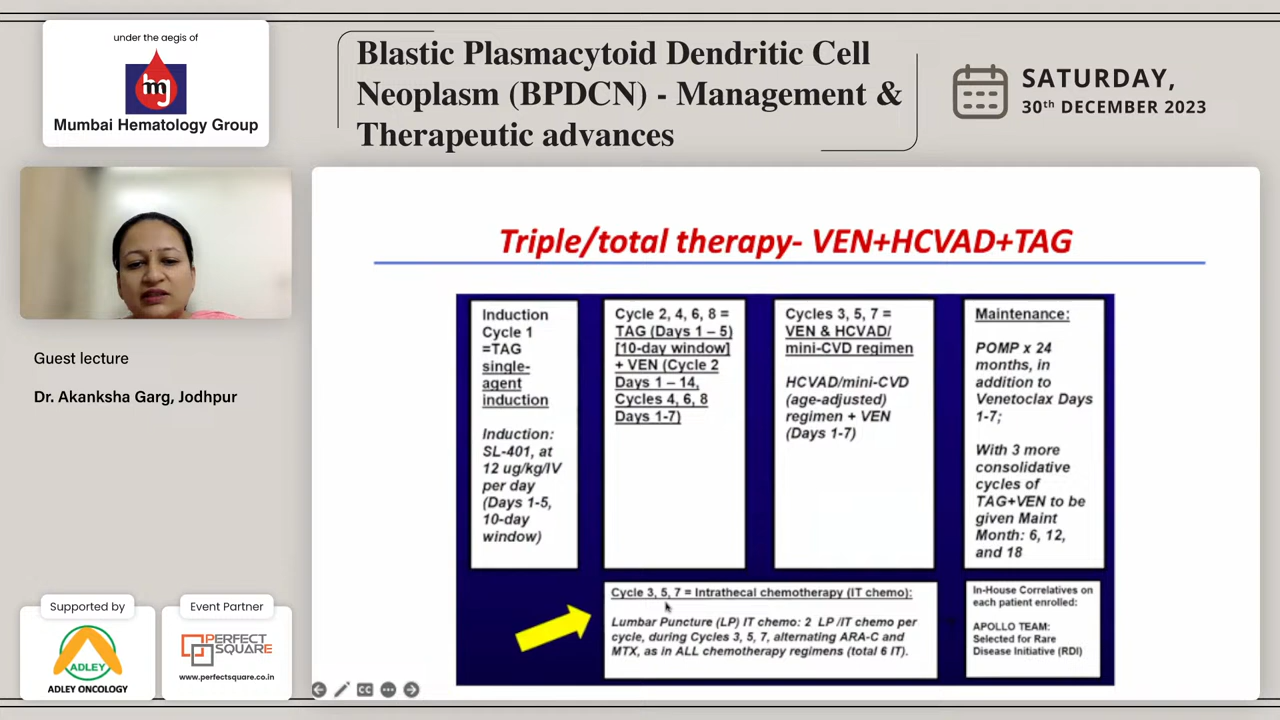 under the aegis of
hg
Mumbai Hematology Group
Blastic Plasmacytoid Dendritic Cell
Neoplasm (BPDCN) - Management &
Therapeutic advances
SATURDAY,
30th DECEMBER 2023
Guest lecture
Dr. Akanksha Garg, Jodhpur
Triple/total therapy- VEN+HCVAD+TAG
Induction
Cycle 1
=TAG
single-
agent
induction
Induction:
SL-401, at
12 ug/kg/IV
per day
(Days 1-5,
10-day
window)
Cycle 2, 4, 6, 8 =
TAG (Days 1 – 5)
[10-day window]
+ VEN (Cycle 2
Days 1 – 14,
Cycles 4, 6, 8
Days 1-7)
Cycles 3, 5, 7 =
VEN & HCVAD/
mini-CVD regimen
HCVAD/mini-CVD
(age-adjusted)
regimen + VEN
(Days 1-7)
Maintenance:
POMP x 24
months, in
addition to
Venetoclax Days
1-7;
With 3 more
consolidative
cycles of
TAG+VEN to be
given Maint
Month: 6, 12,
and 18
Cycle 3, 5, 7 = Intrathecal chemotherapy (IT chemo):
Lumbar Puncture (LP) IT chemo: 2 LP /IT chemo per
cycle, during Cycles 3, 5, 7, alternating ARA-C and
MTX, as in ALL chemotherapy regimens (total 6 IT).
In-House Correlatives on
each patient enrolled:
APOLLO TEAM:
Selected for Rare
Disease Initiative (RDI)
CC
Supported by
ADLEY
ADLEY ONCOLOGY
Event Partner
PERFECT
SQUARE
www.perfectsquare.co.in